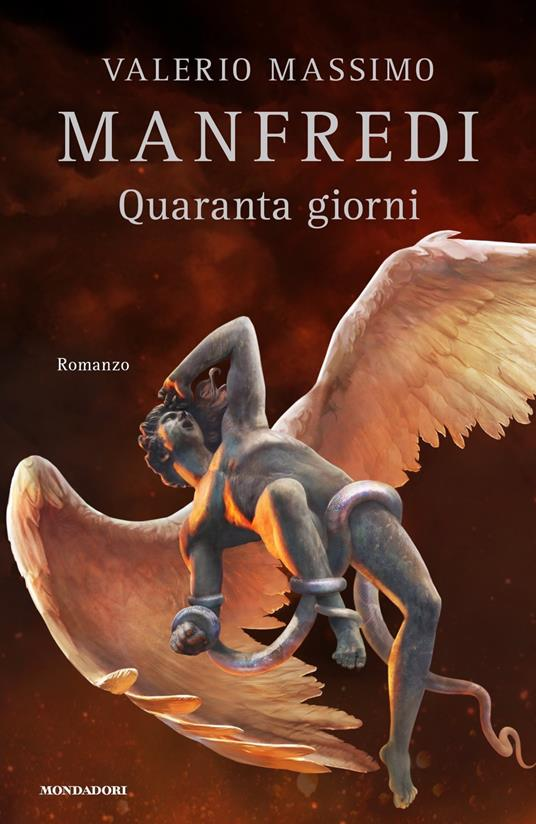 VALERIO MASSIMO
MANFREDI
Quaranta giorni
Romanzo
MONDADORI